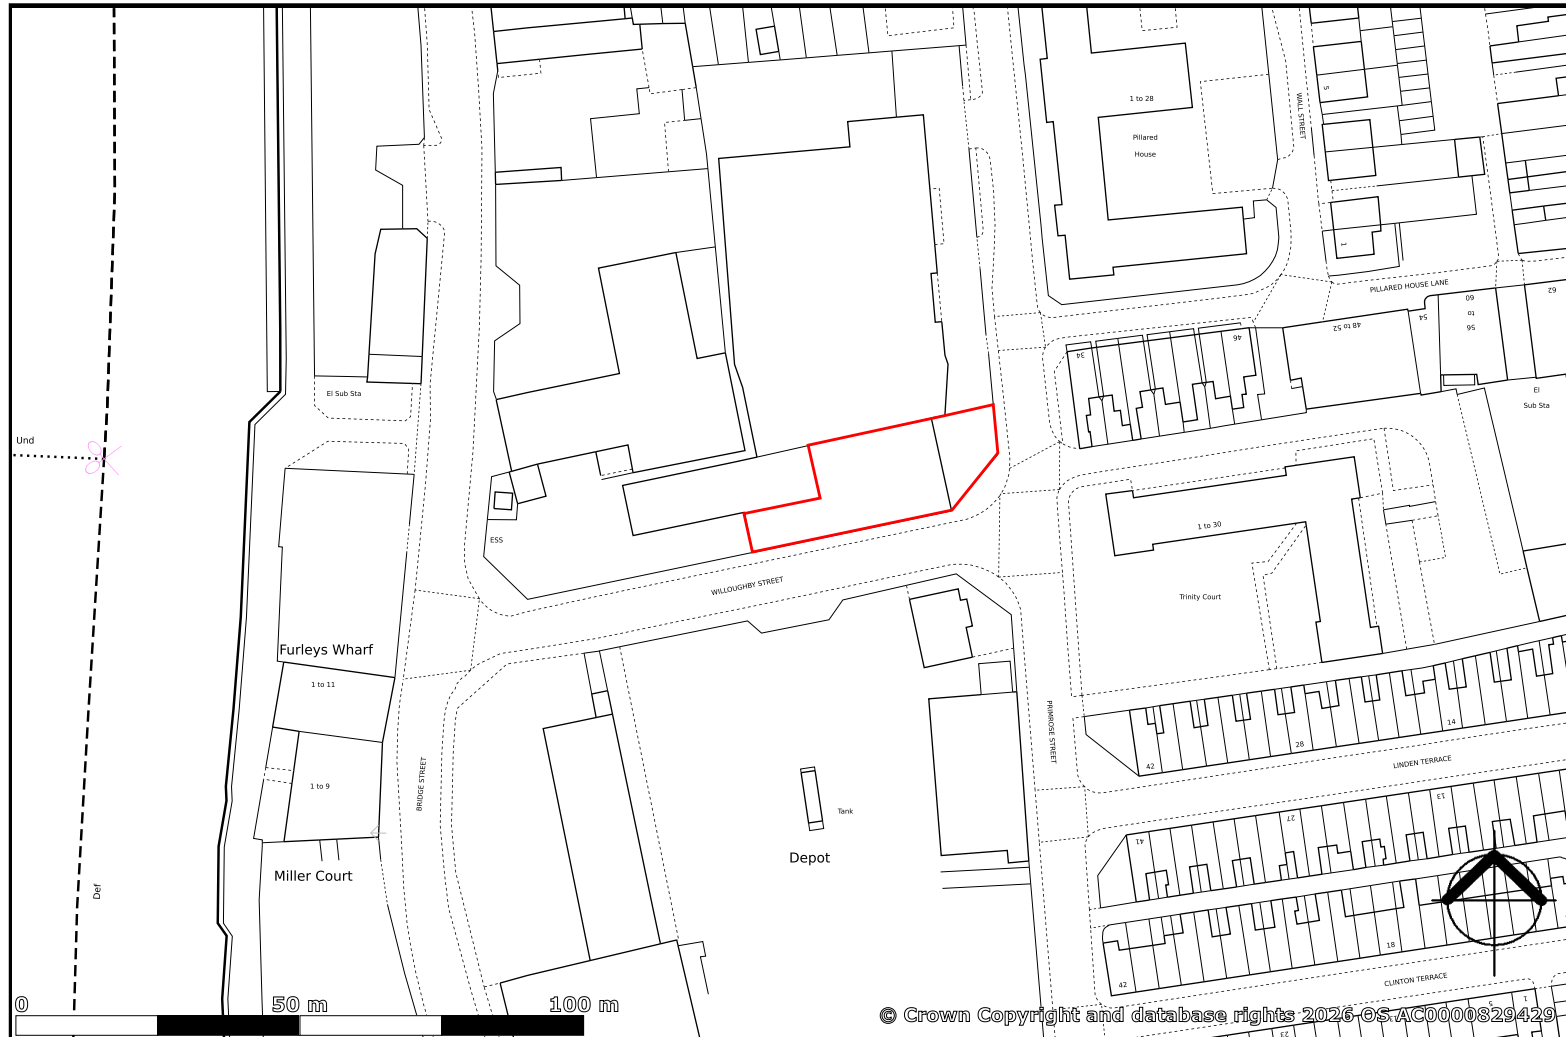 1 to 28
Pillared
House
WALL STREET
5
1
PILLARED HOUSE LANE
62
60
to
56
54
48 to 52
46
34
El Sub Sta
El
Sub Sta
Und
ESS
1 to 30
WILLOUGHBY STREET
Trinity Court
Furleys Wharf
1 to 11
PRIMROSE STREET
14
28
42
LINDEN TERRACE
BRIDGE STREET
1 to 9
13
27
41
Tank
Depot
Miller Court
Def
18
42
CLINTON TERRACE
1
5
23
0 50 m 100 m
© Crown Copyright and database rights 2026 OS AC0000829429